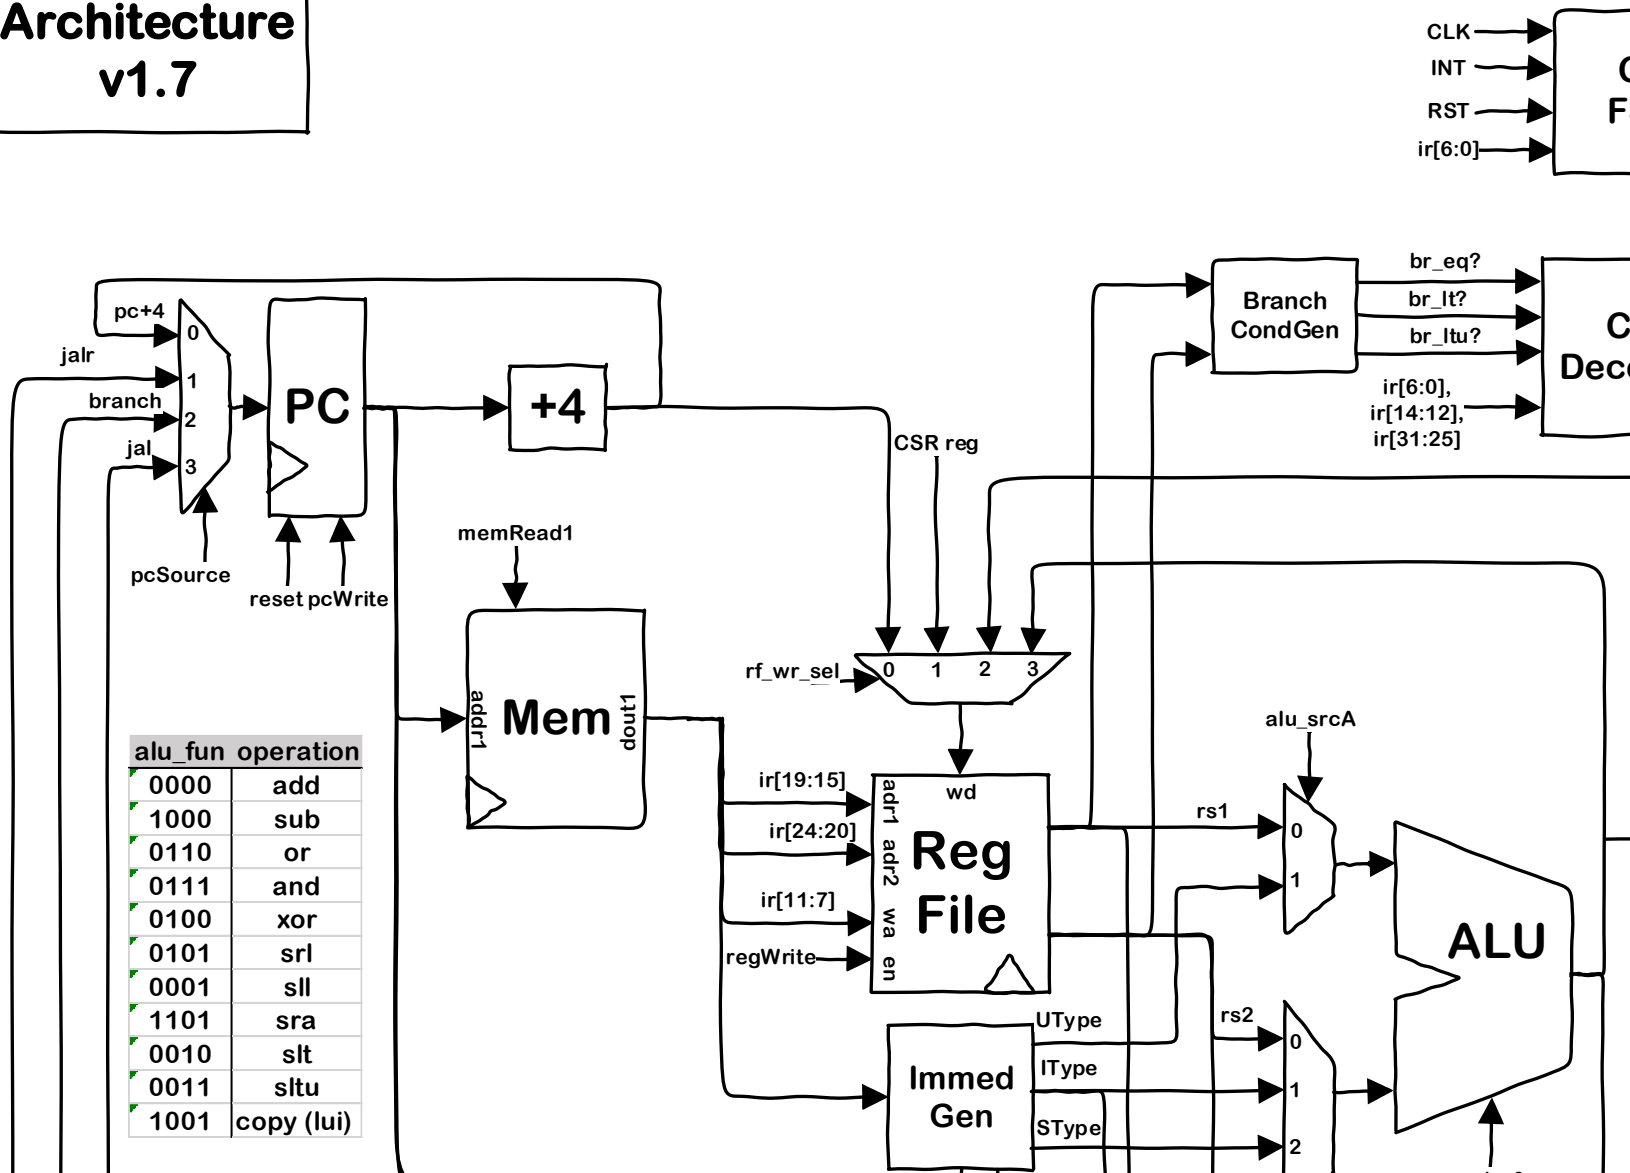 Architecture
v1.7
CLK
INT
RST
ir[6:0]
Branch
CondGen
br_eq?
br_lt?
br_ltu?
ir[6:0],
ir[14:12],
ir[31:25]
pc+4
jalr
branch
jal
0
1
2
3
pcSource
PC
reset pcWrite
+4
CSR reg
memRead1
addr1
Mem
dout1
rf_wr_sel
0 1 2 3
ir[19:15]
ir[24:20]
ir[11:7]
regWrite
wd
adr1
adr2
wa
en
Reg
File
alu_srcA
rs1
0
1
ALU
UType
IType
SType
Immed
Gen
rs2
0
1
2
alu_fun operation
0000 add
1000 sub
0110 or
0111 and
0100 xor
0101 srl
0001 sll
1101 sra
0010 slt
0011 sltu
1001 copy (lui)